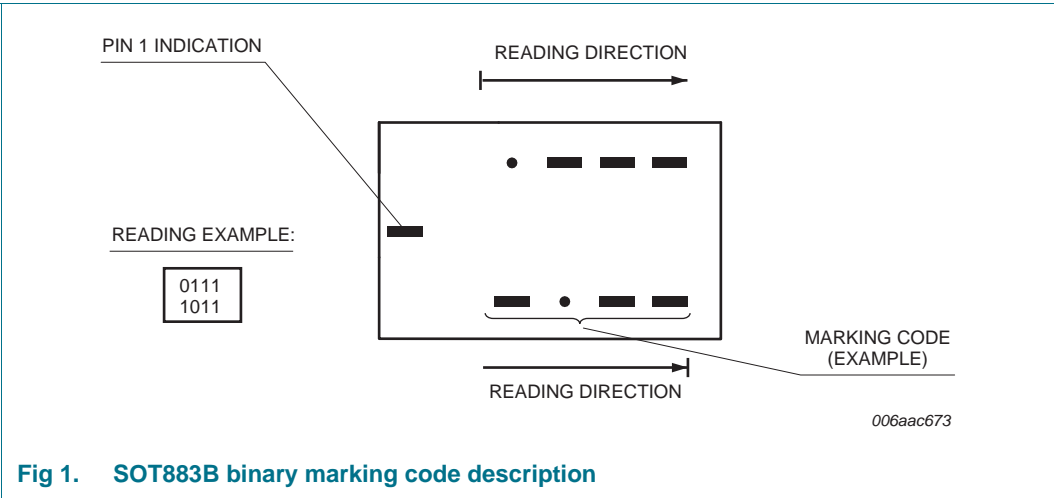 PIN 1 INDICATION
READING DIRECTION
READING EXAMPLE:
0111
1011
MARKING CODE
(EXAMPLE)
READING DIRECTION
006aac673
Fig 1. SOT883B binary marking code description